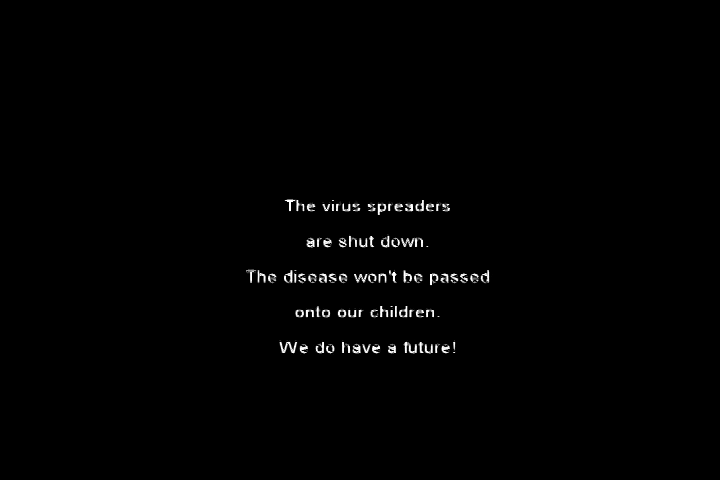 The virus spreaders
are shut down.
The disease won't be passed
onto our children.
We do have a future!